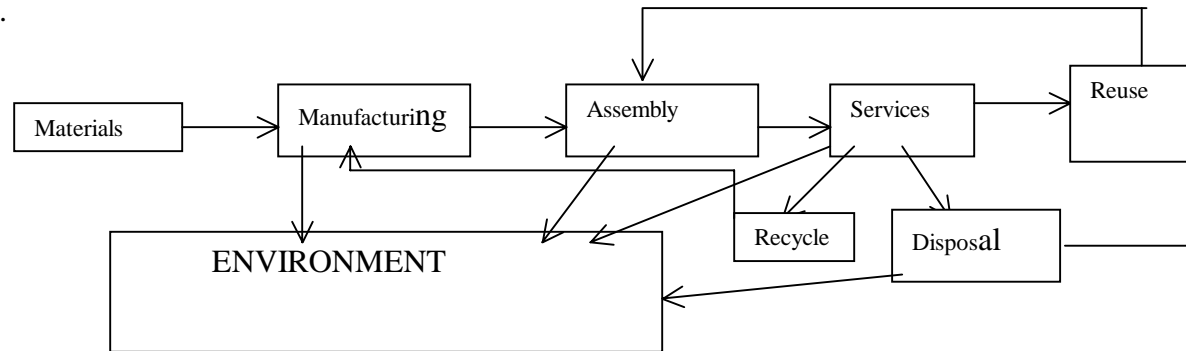 .
Materials
Manufacturing
Assembly
Services
Reuse
Recycle
Disposal
ENVIRONMENT